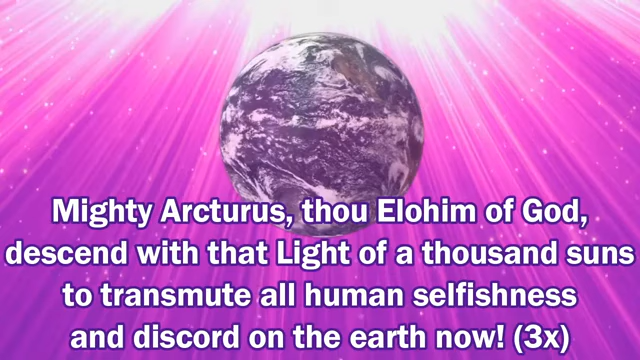 Mighty Arcturus, thou Elohim of God,
descend with that Light of a thousand suns
to transmute all human selfishness
and discord on the earth now! (3x)